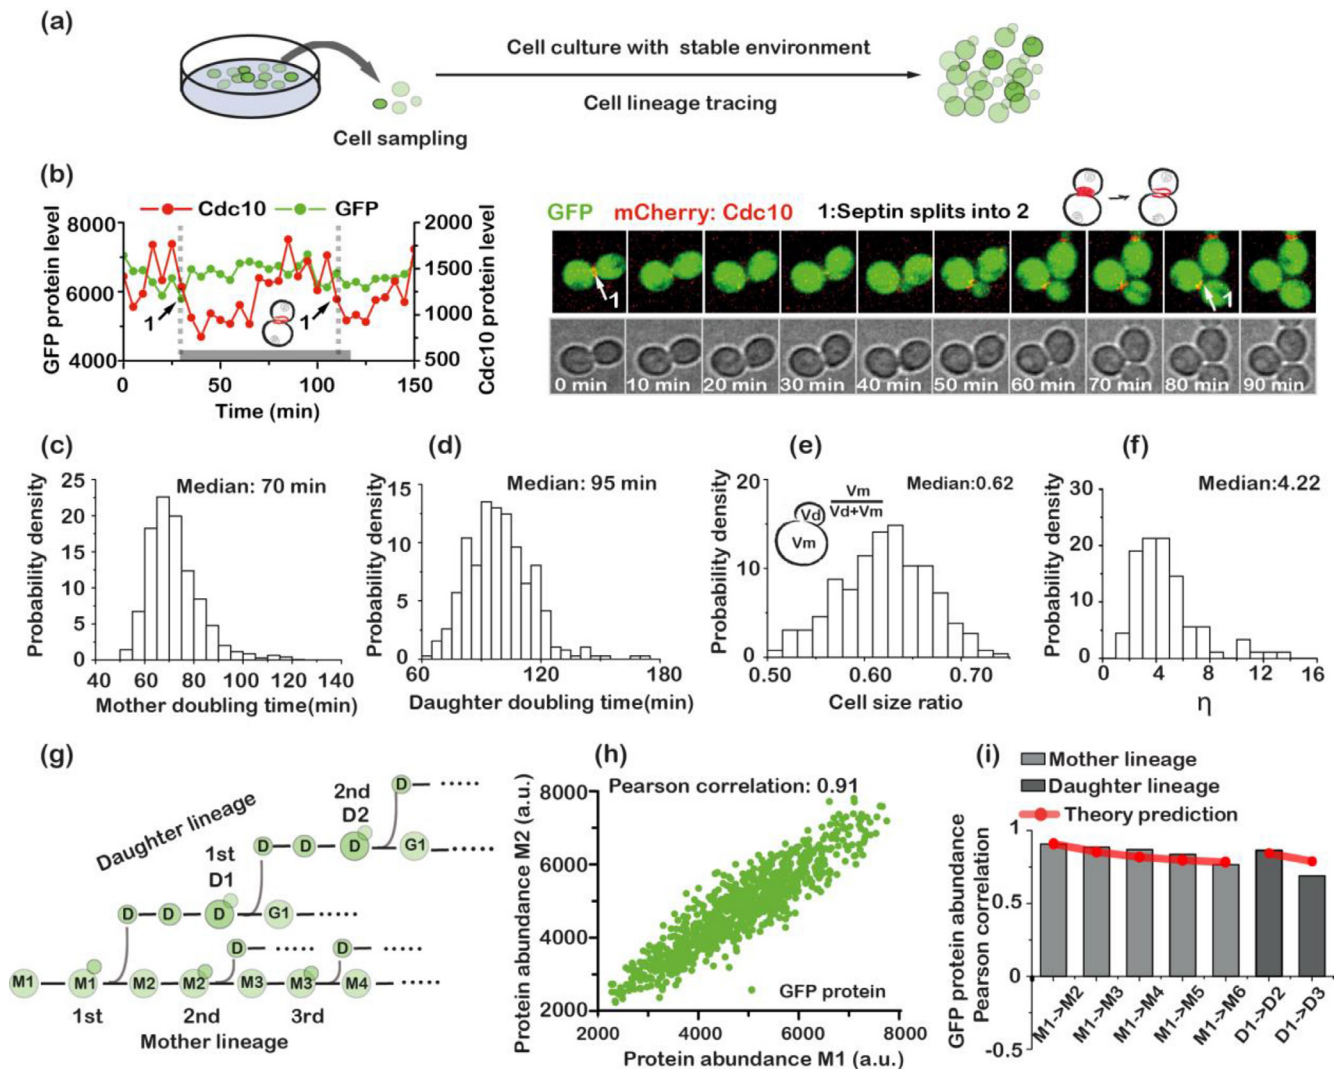 (a)
Cell culture with stable environment
Cell lineage tracing
Cell sampling
(b)
Cdc10 GFP
GFP protein level
8000
6000
4000
2000
1500
1000
500
Cdc10 protein level
1
1
0 50 100 150
Time (min)
GFP mCherry: Cdc10 1:Septin splits into 2
1
1
0 min 10 min 20 min 30 min 40 min 50 min 60 min 70 min 80 min 90 min
(c)
Median: 70 min
Probability density
25
20
15
10
5
0
40 60 80 100 120 140
Mother doubling time(min)
(d)
Median: 95 min
Probability density
15
10
5
0
60 120 180
Daughter doubling time(min)
(e)
Median:0.62
Vm
Vd+Vm
Vd
Vm
Probability density
20
10
0
0.50 0.60 0.70
Cell size ratio
(f)
Median:4.22
Probability density
30
20
10
0
0 4 8 12 16
η
(g)
Daughter lineage
D
2nd
D2
D D D G1
1st
D1
D D D G1
D D
M1 M1 M2 M2 M3 M3 M4
1st 2nd 3rd
Mother lineage
(h)
Pearson correlation: 0.91
Protein abundance M2 (a.u.)
8000
6000
4000
2000
GFP protein
2000 4000 6000 8000
Protein abundance M1 (a.u.)
(i)
Mother lineage
Daughter lineage
Theory prediction
GFP protein abundance
Pearson correlation
1
0.5
0
-0.5
M1->M2
M1->M3
M1->M4
M1->M5
M1->M6
D1->D2
D1->D3